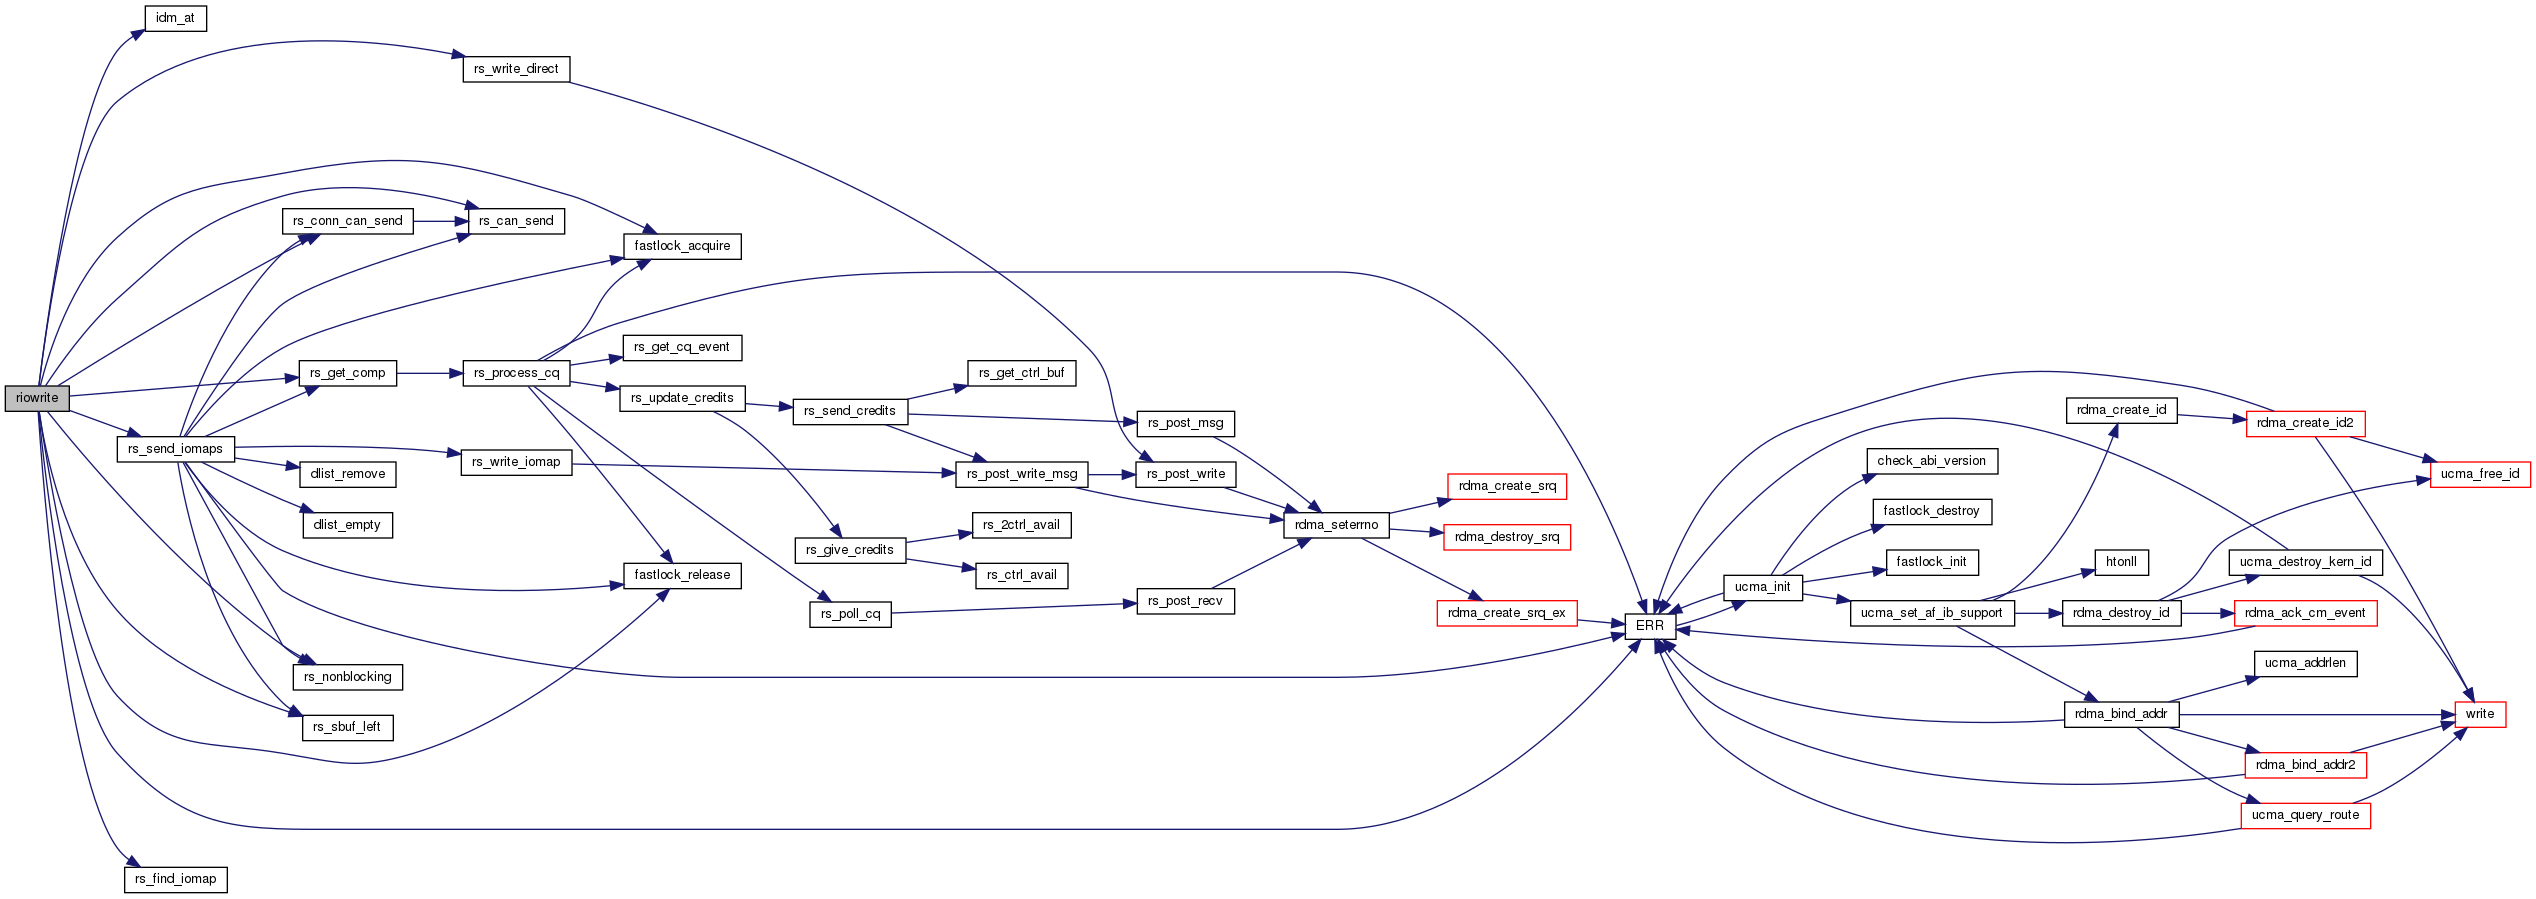 idm_at
rs_write_direct
rs_conn_can_send
rs_can_send
fastlock_acquire
rs_get_cq_event
rs_get_comp
rs_process_cq
rs_get_ctrl_buf
riowrite
rs_update_credits
rs_send_credits
rs_post_msg
rdma_create_id
rdma_create_id2
rs_send_iomaps
rs_write_iomap
dlist_remove
rs_post_write_msg
rs_post_write
check_abi_version
ucma_free_id
rdma_create_srq
dlist_empty
rs_2ctrl_avail
rdma_seterrno
fastlock_destroy
rdma_destroy_srq
rs_give_credits
fastlock_init
htonll
ucma_destroy_kern_id
fastlock_release
rs_ctrl_avail
ucma_init
rs_poll_cq
rs_post_recv
rdma_create_srq_ex
ERR
ucma_set_af_ib_support
rdma_destroy_id
rdma_ack_cm_event
rs_nonblocking
ucma_addrlen
rs_sbuf_left
rdma_bind_addr
write
rdma_bind_addr2
ucma_query_route
rs_find_iomap